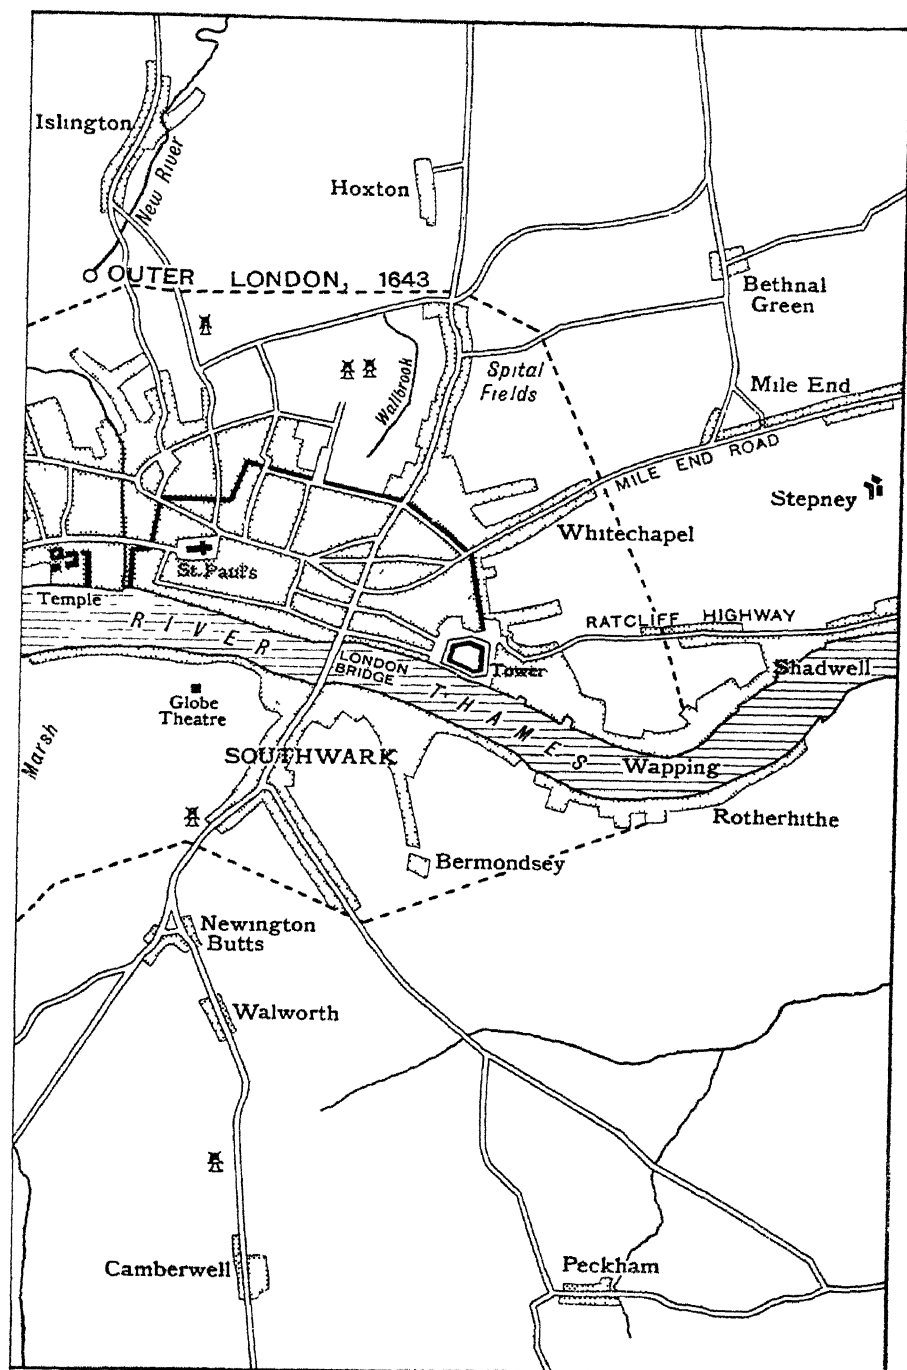 Islington
New River
Hoxton
OUTER LONDON, 1643
Bethnal
Green
Wallbrook
Spital
Fields
Mile End
MILE END ROAD
Stepney
Whitechapel
St. Paul's
Temple
RATCLIFF HIGHWAY
RIVER THAMES
LONDON
BRIDGE
Tower
Shadwell
Globe
Theatre
Marsh
SOUTHWARK
Wapping
Rotherhithe
Bermondsey
Newington
Butts
Walworth
Camberwell
Peckham